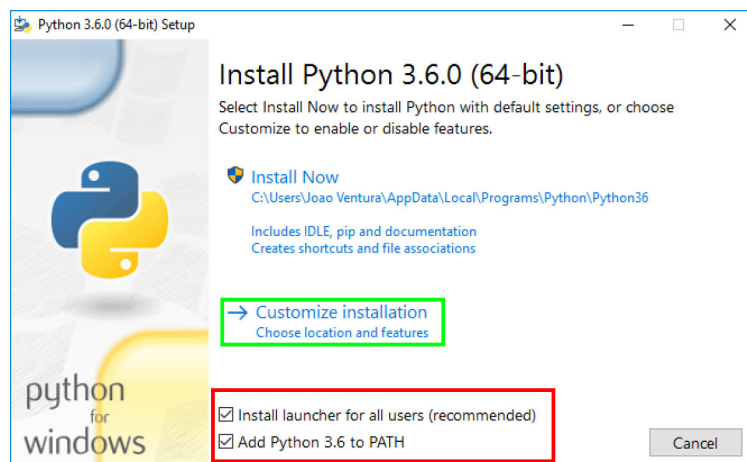 Python 3.6.0 (64-bit) Setup
Install Python 3.6.0 (64-bit)
Select Install Now to install Python with default settings, or choose
Customize to enable or disable features.
Install Now
C:\Users\Joao Ventura\AppData\Local\Programs\Python\Python36
Includes IDLE, pip and documentation
Creates shortcuts and file associations
Customize installation
Choose location and features
Install launcher for all users (recommended)
Add Python 3.6 to PATH
Cancel
python
for
windows